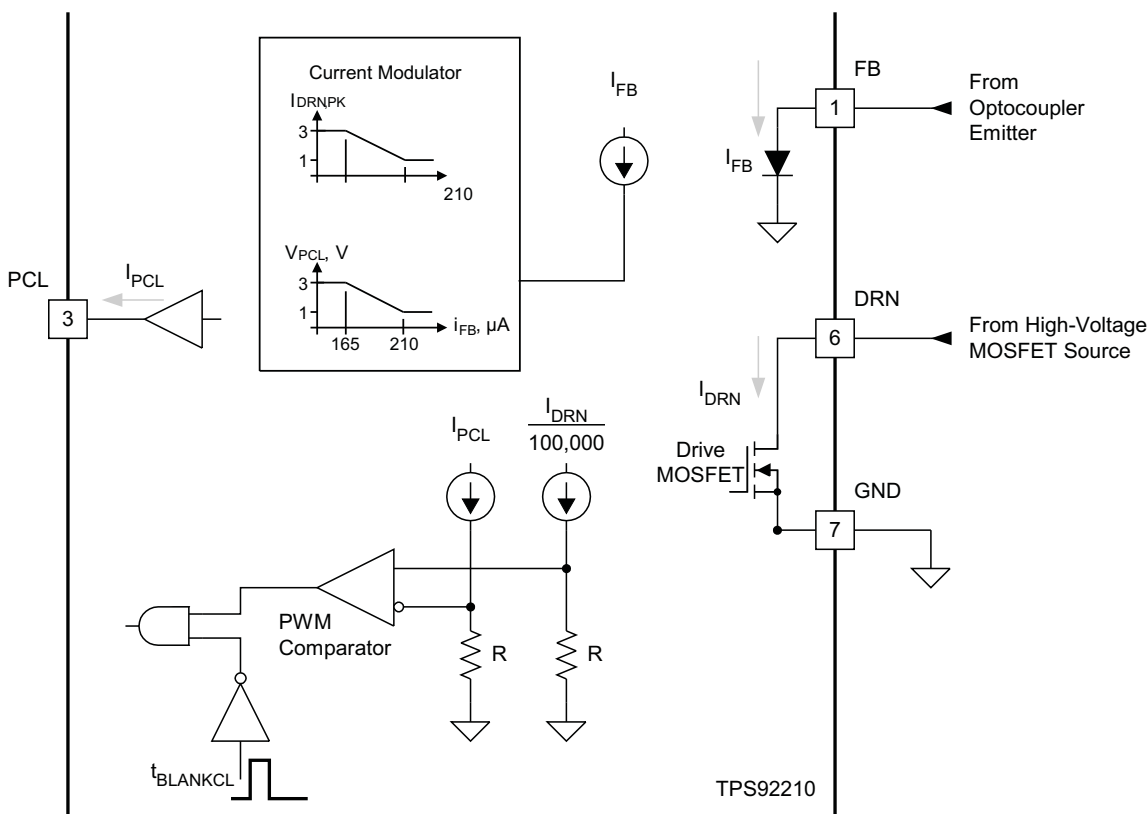 Current Modulator
IDRNPK
3
1
210
VPCL, V
3
1
165
210
iFB, µA
IFB
FB
1
From
Optocoupler
Emitter
IFB
PCL
IPCL
3
DRN
6
From High-Voltage
MOSFET Source
IDRN
Drive
MOSFET
GND
7
IPCL
IDRN
100,000
PWM
Comparator
R
R
tBLANKCL
TPS92210